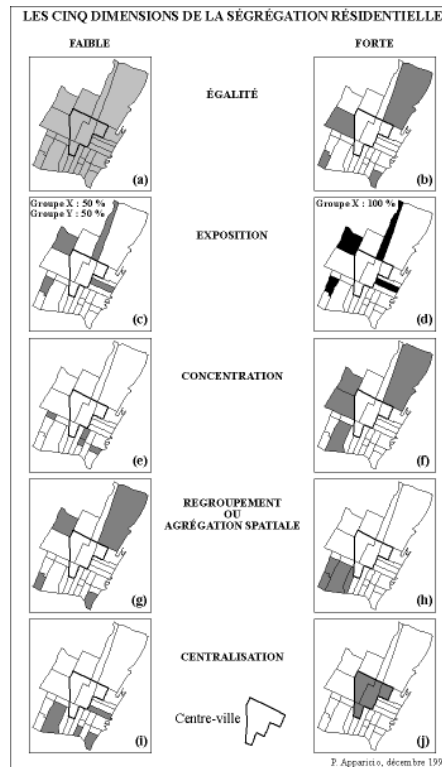 LES CINQ DIMENSIONS DE LA SÉGRÉGATION RÉSIDENTIELLE
FAIBLE
FORTE
ÉGALITÉ
(a)
(b)
Groupe X : 50 %
Groupe Y : 50 %
Groupe X : 100 %
EXPOSITION
(c)
(d)
CONCENTRATION
(e)
(f)
REGROUPEMENT
OU
AGRÉGATION SPATIALE
(g)
(h)
CENTRALISATION
Centre-ville
(i)
(j)
P. Apparicio, décembre 199